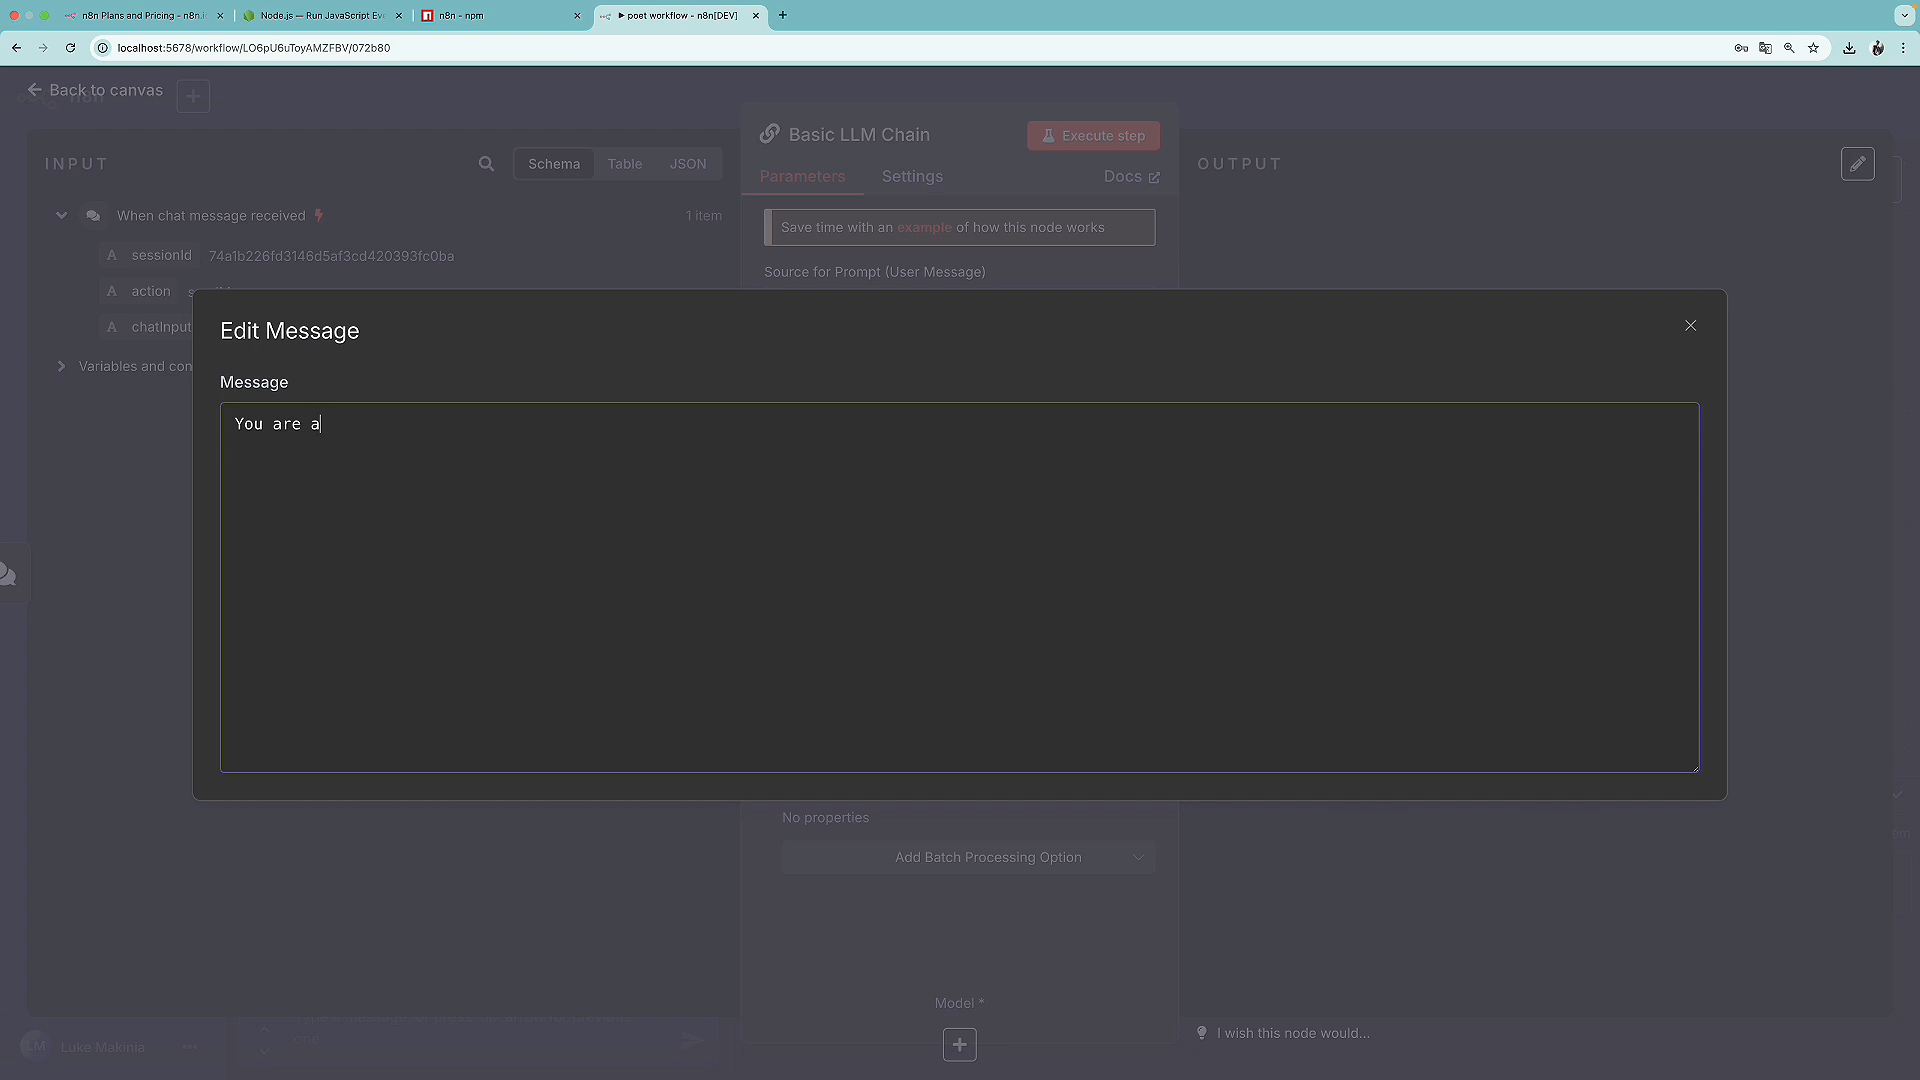 n8n Plans and Pricing - n8n.i
Node.js — Run JavaScript Ev
n8n - npm
poet workflow - n8n[DEV]
localhost:5678/workflow/LO6pU6uToyAMZFBV/072b80
Back to canvas
Basic LLM Chain
Execute step
INPUT
Schema
Table
JSON
OUTPUT
Parameters
Settings
Docs
When chat message received
1 item
Save time with an example of how this node works
A sessionId 74a1b226fd3146d5af3cd420393fc0ba
Source for Prompt (User Message)
A action
A chatInput
Variables and con
Edit Message
Message
You are a
No properties
Add Batch Processing Option
Model *
I wish this node would...
LM
Luke Makinia